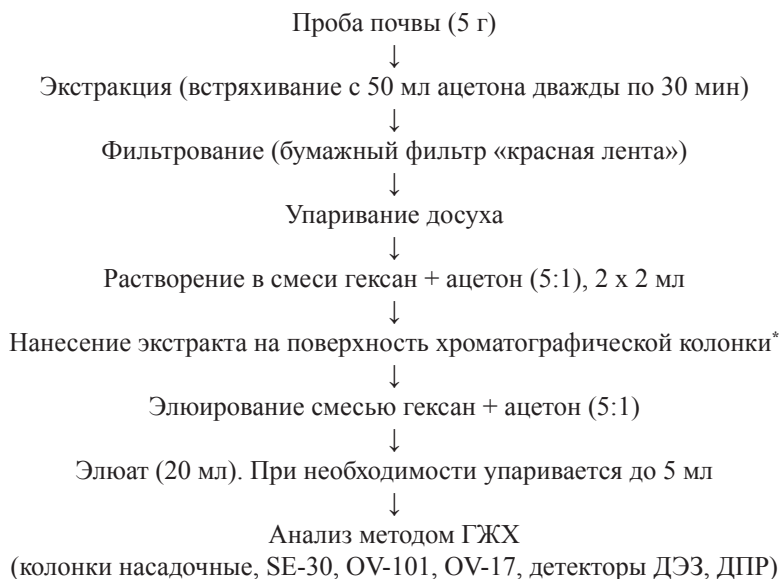 Проба почвы (5 г)
↓
Экстракция (встряхивание с 50 мл ацетона дважды по 30 мин)
↓
Фильтрование (бумажный фильтр «красная лента»)
↓
Упаривание досуха
↓
Растворение в смеси гексан + ацетон (5:1), 2 х 2 мл
↓
Нанесение экстракта на поверхность хроматографической колонки*
↓
Элюирование смесью гексан + ацетон (5:1)
↓
Элюат (20 мл). При необходимости упаривается до 5 мл
↓
Анализ методом ГЖХ
(колонки насадочные, SE-30, OV-101, OV-17, детекторы ДЭЗ, ДПР)